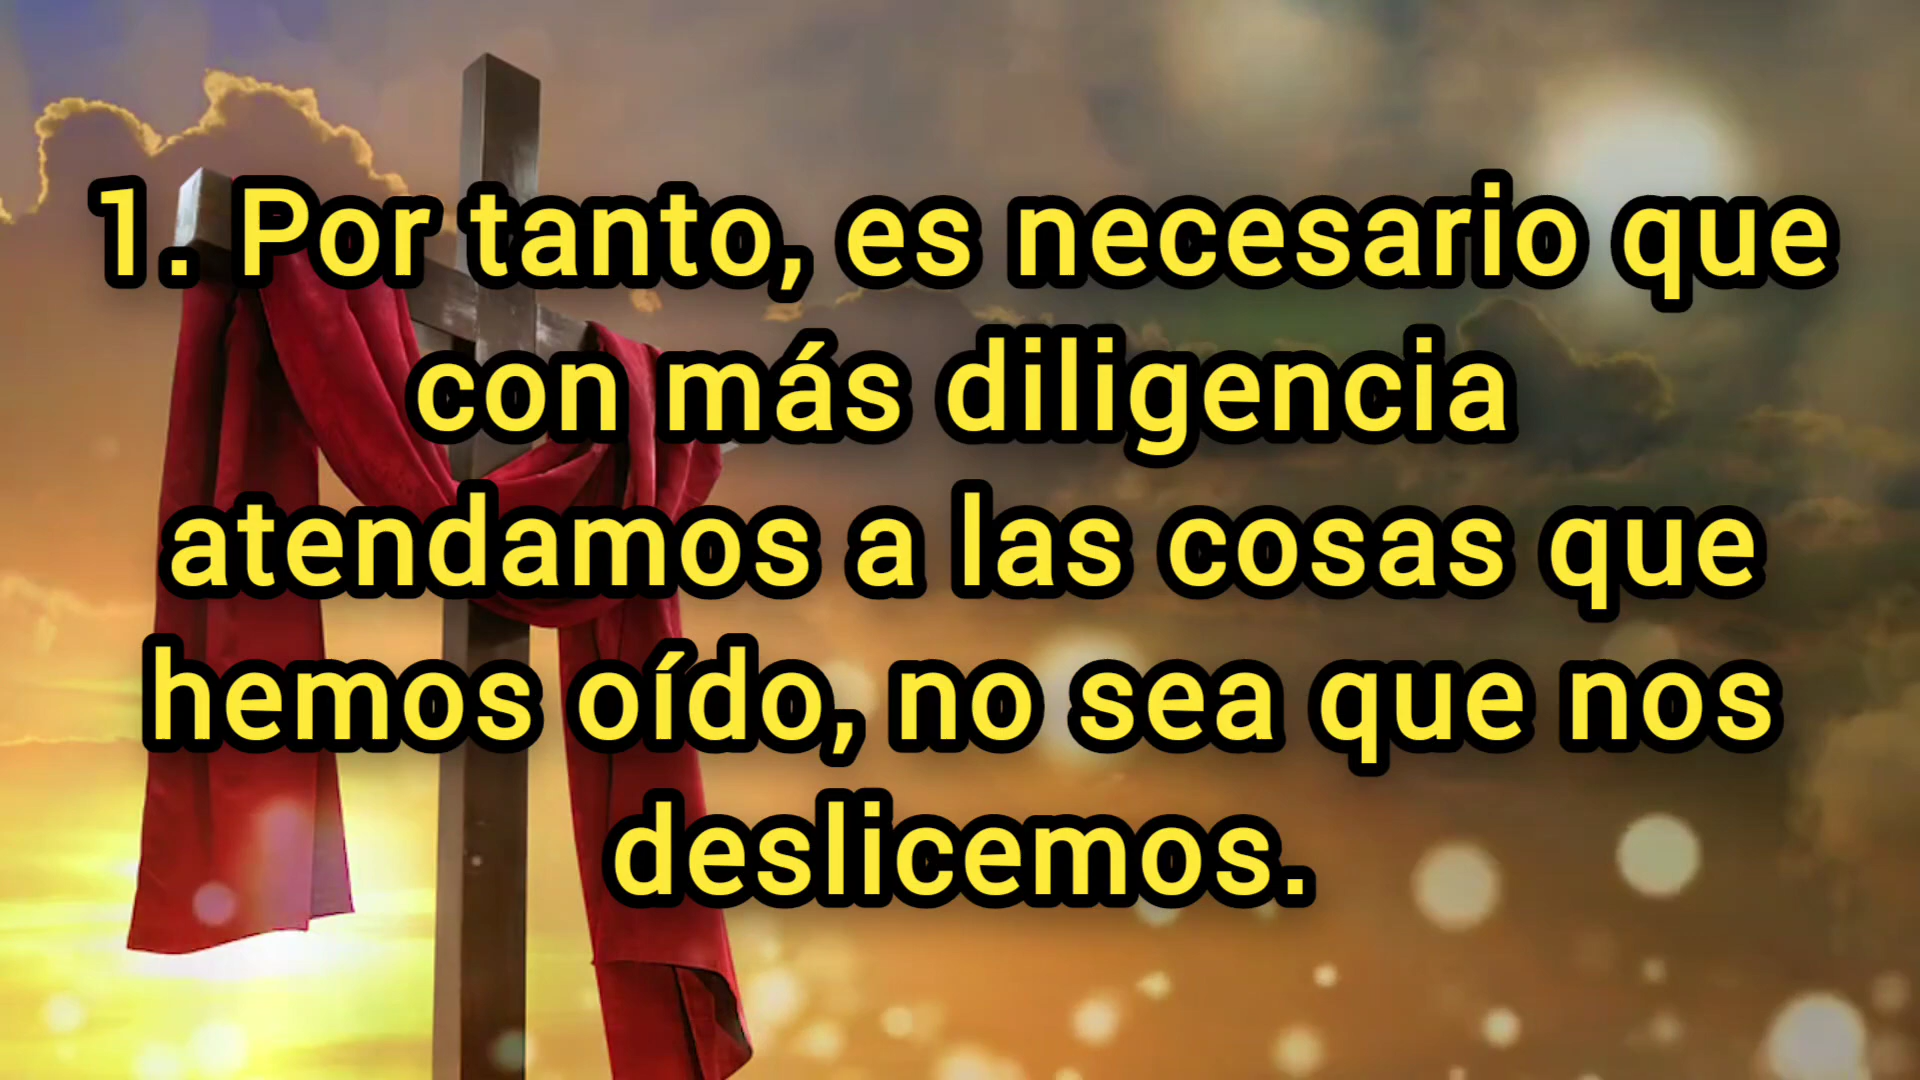 1. Por tanto, es necesario que
con más diligencia
atendamos a las cosas que
hemos oído, no sea que nos
deslicemos.